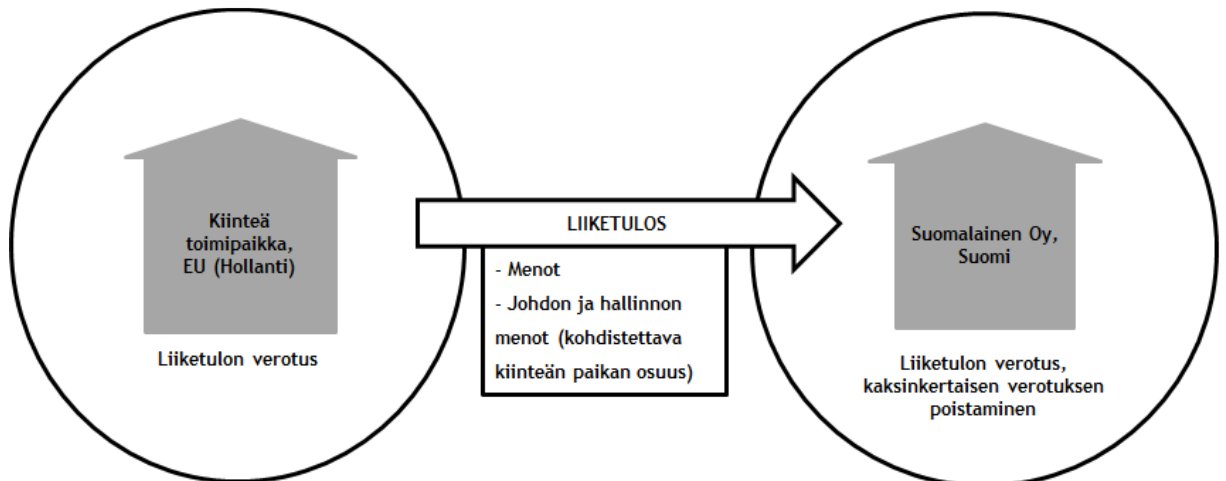 Kiinteä
toimipaikka,
EU (Hollanti)
Liiketulon verotus
LIIKETULOS
- Menot
- Johdon ja hallinnon
menot (kohdistettava
kiinteän paikan osuus)
Suomalainen Oy,
Suomi
Liiketulon verotus,
kaksinkertaisen verotuksen
poistaminen